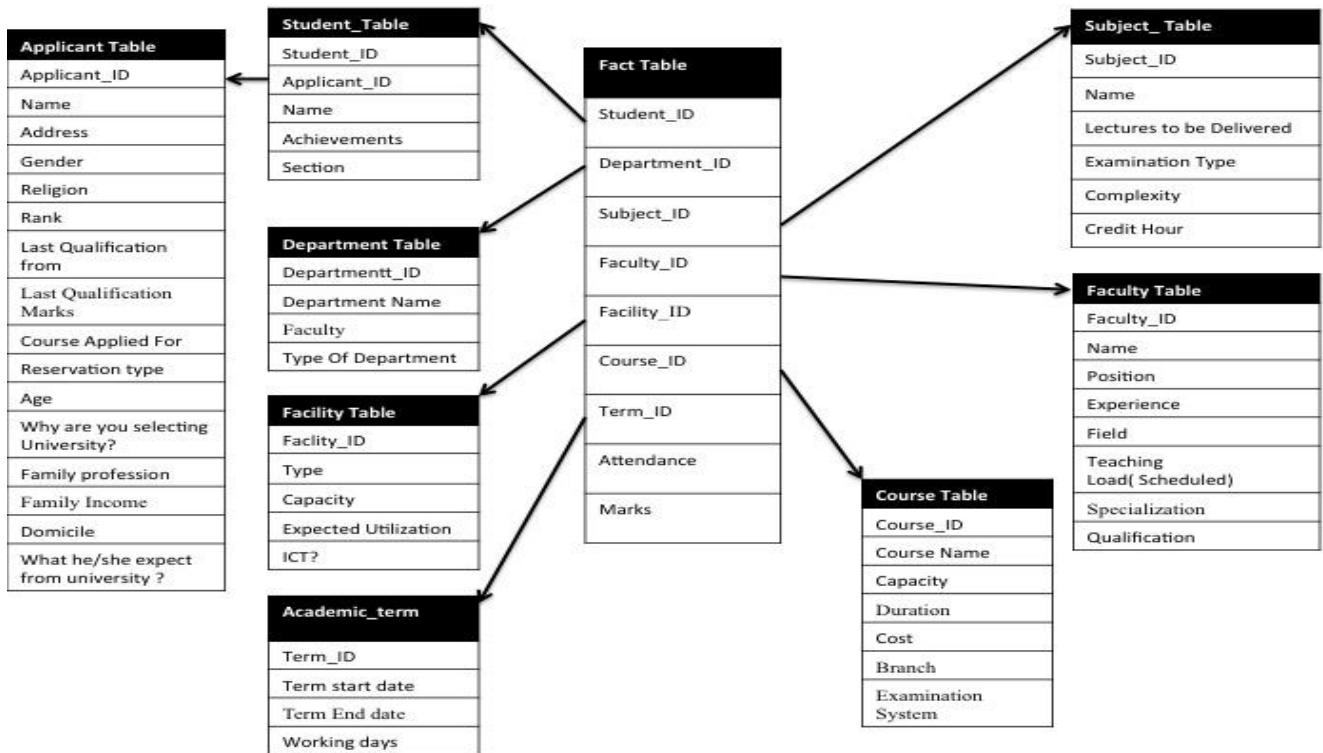 Applicant Table
Applicant_ID
Name
Address
Gender
Religion
Rank
Last Qualification
from
Last Qualification
Marks
Course Applied For
Reservation type
Age
Why are you selecting
University?
Family profession
Family Income
Domicile
What he/she expect
from university ?
Student_Table
Student_ID
Applicant_ID
Name
Achievements
Section
Department Table
Departmentt_ID
Department Name
Faculty
Type Of Department
Facility Table
Faclity_ID
Type
Capacity
Expected Utilization
ICT?
Academic_term
Term_ID
Term start date
Term End date
Working days
Fact Table
Student_ID
Department_ID
Subject_ID
Faculty_ID
Facility_ID
Course_ID
Term_ID
Attendance
Marks
Subject_ Table
Subject_ID
Name
Lectures to be Delivered
Examination Type
Complexity
Credit Hour
Faculty Table
Faculty_ID
Name
Position
Experience
Field
Teaching
Load( Scheduled)
Specialization
Qualification
Course Table
Course_ID
Course Name
Capacity
Duration
Cost
Branch
Examination
System